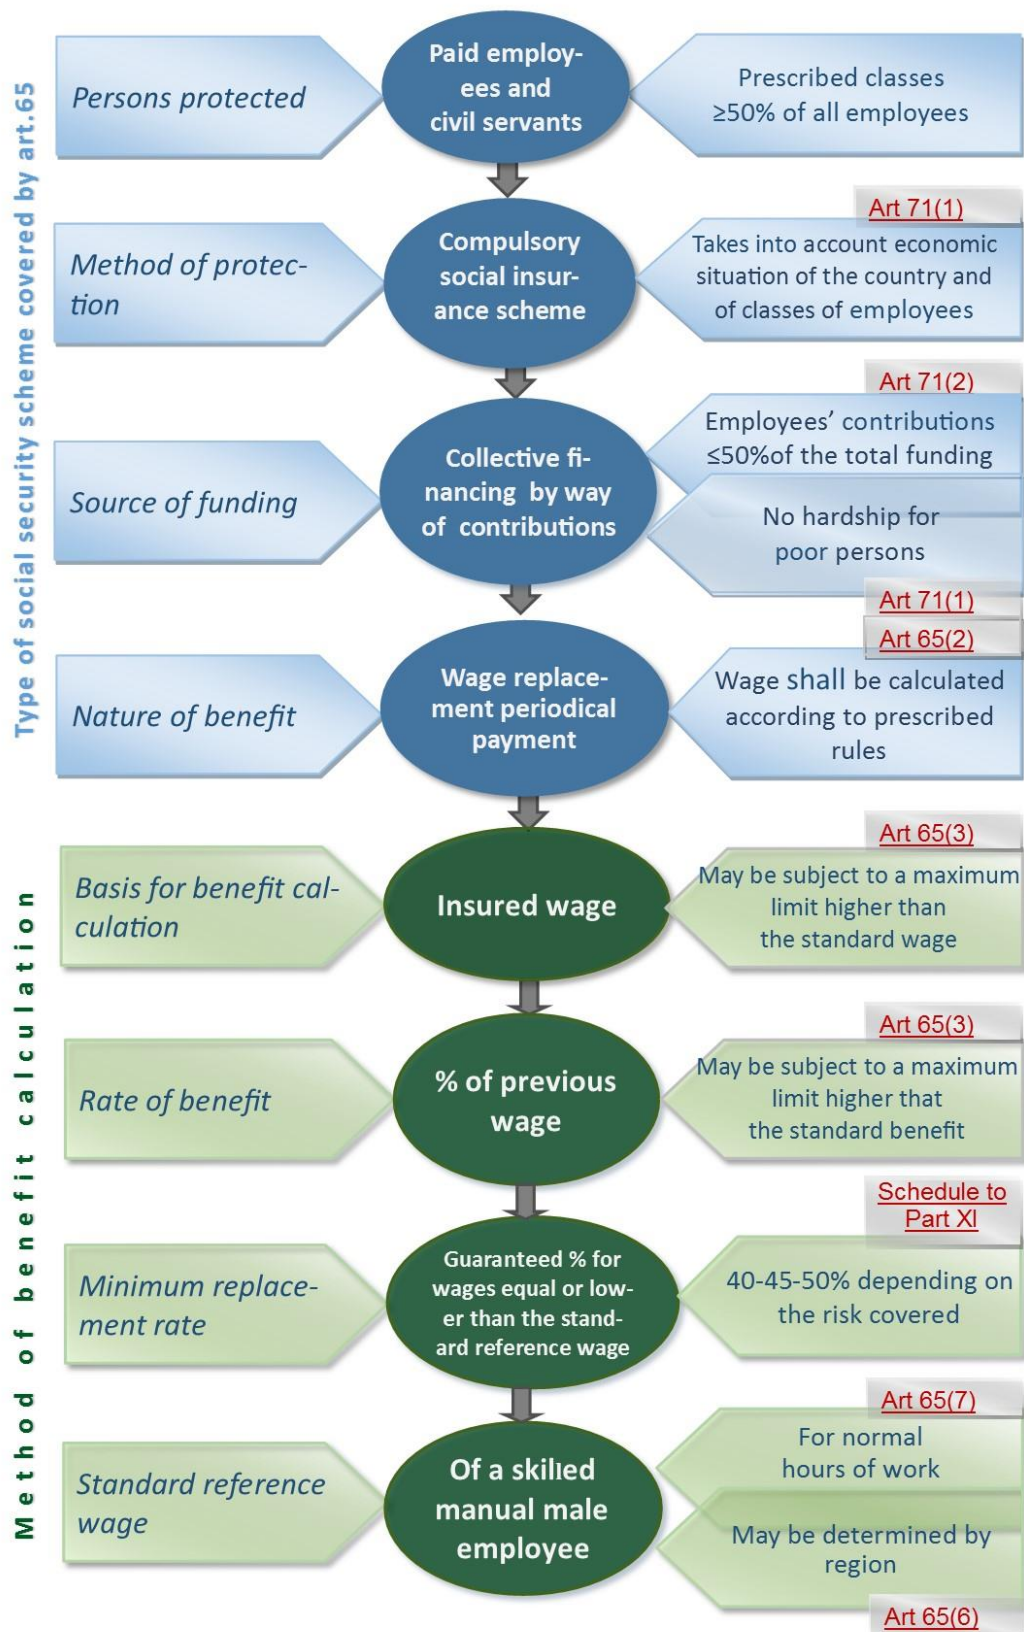 Type of social security scheme covered by art.65
Persons protected
Paid employ-
ees and
civil servants
Prescribed classes
≥50% of all employees
Method of protec-
tion
Compulsory
social insur-
ance scheme
Art 71(1)
Takes into account economic
situation of the country and
of classes of employees
Source of funding
Collective fi-
nancing by way
of contributions
Art 71(2)
Employees’ contributions
≤50%of the total funding
No hardship for
poor persons
Art 71(1)
Nature of benefit
Wage replace-
ment periodical
payment
Art 65(2)
Wage shall be calculated
according to prescribed
rules
Method of benefit calculation
Basis for benefit cal-
culation
Insured wage
Art 65(3)
May be subject to a maximum
limit higher than
the standard wage
Rate of benefit
% of previous
wage
Art 65(3)
May be subject to a maximum
limit higher that
the standard benefit
Minimum replace-
ment rate
Guaranteed % for
wages equal or low-
er than the stand-
ard reference wage
Schedule to
Part XI
40-45-50% depending on
the risk covered
Standard reference
wage
Of a skilled
manual male
employee
Art 65(7)
For normal
hours of work
May be determined by
region
Art 65(6)